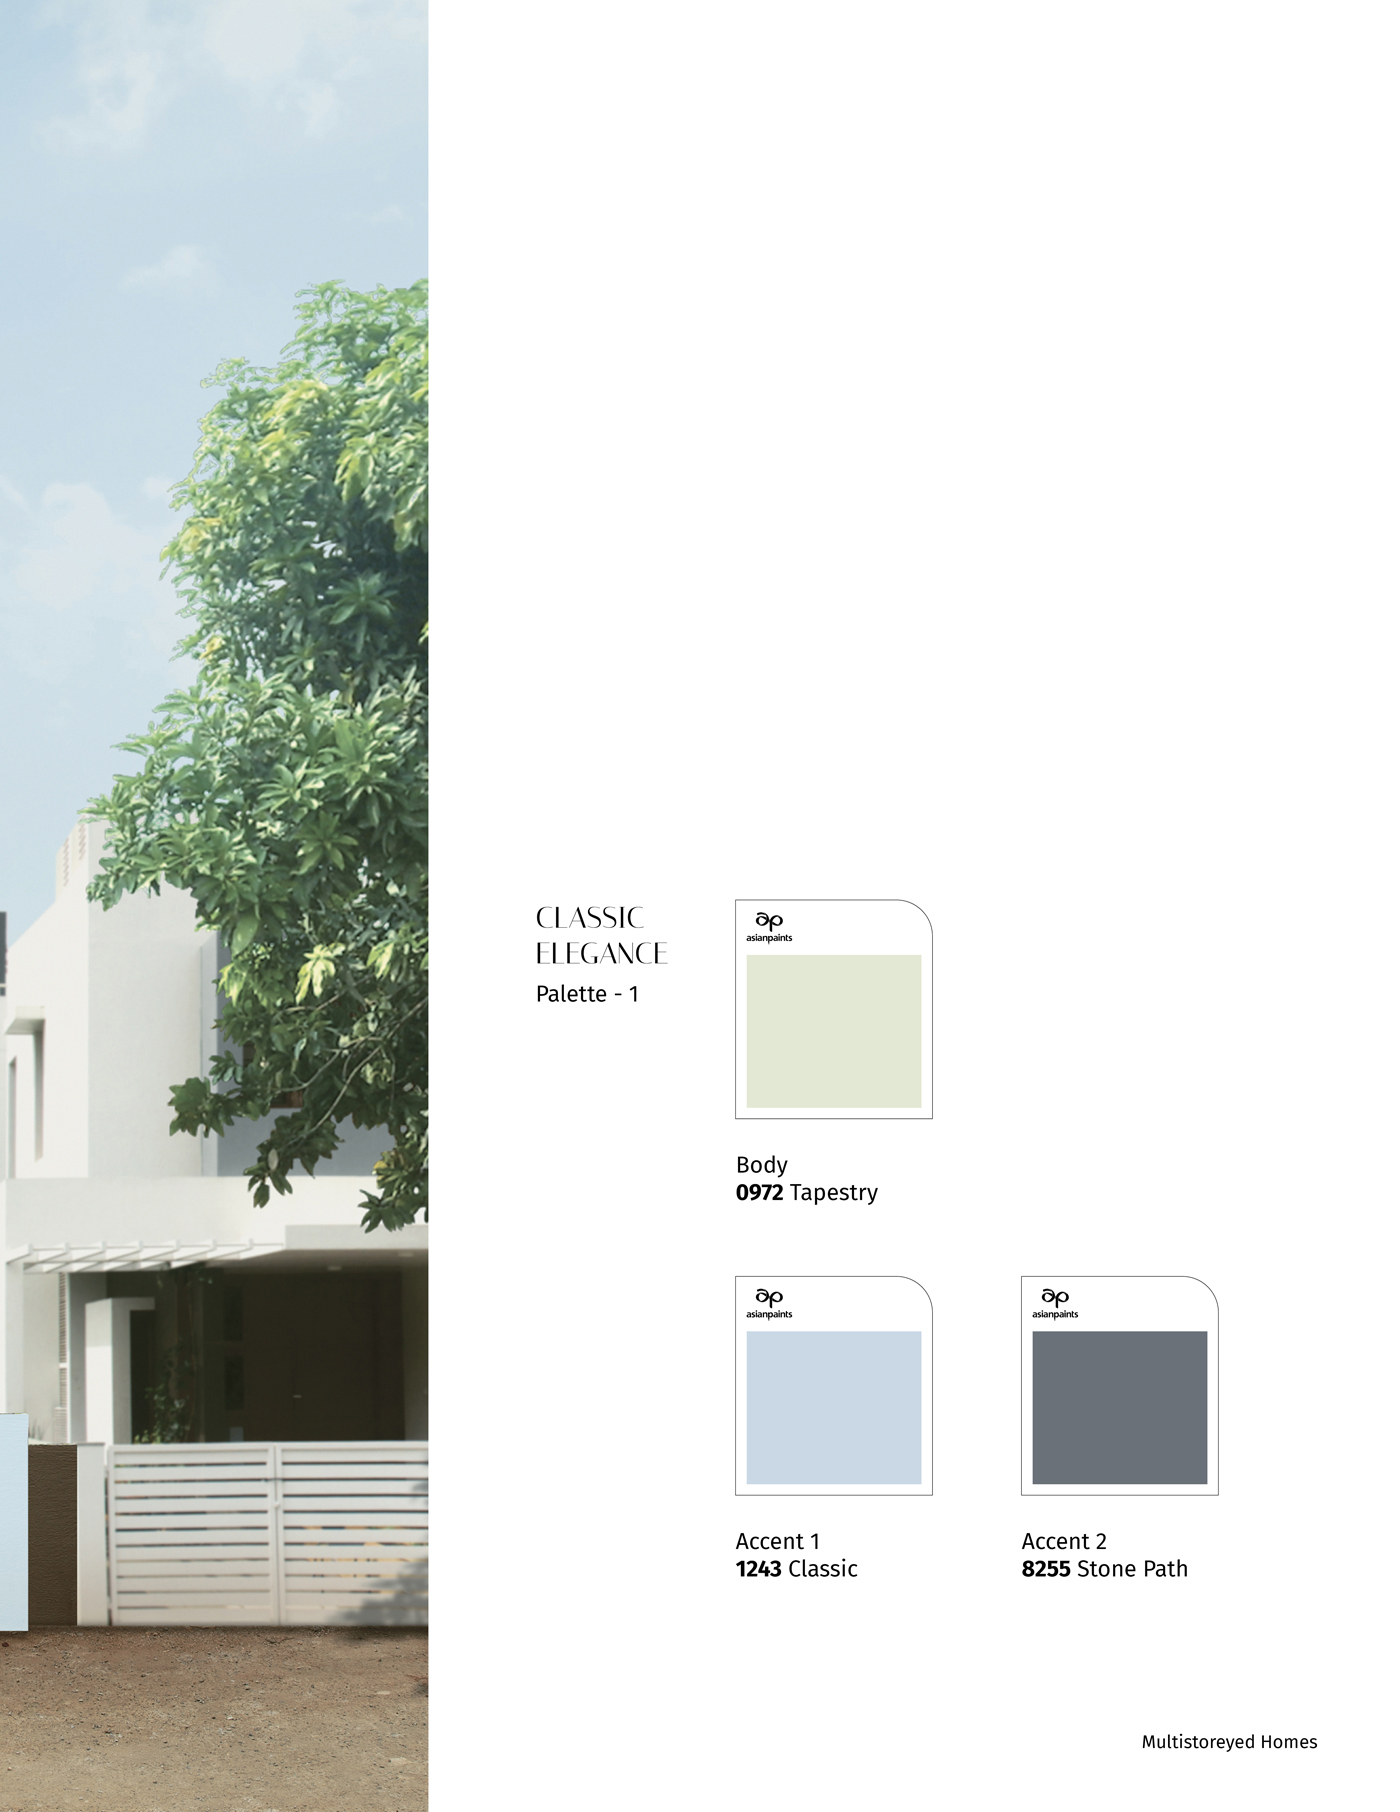 CLASSIC
ELEGANCE
Palette - 1
ap
asianpaints
Body
0972 Tapestry
ap
asianpaints
Accent 1
1243 Classic
ap
asianpaints
Accent 2
8255 Stone Path
Multistoreyed Homes